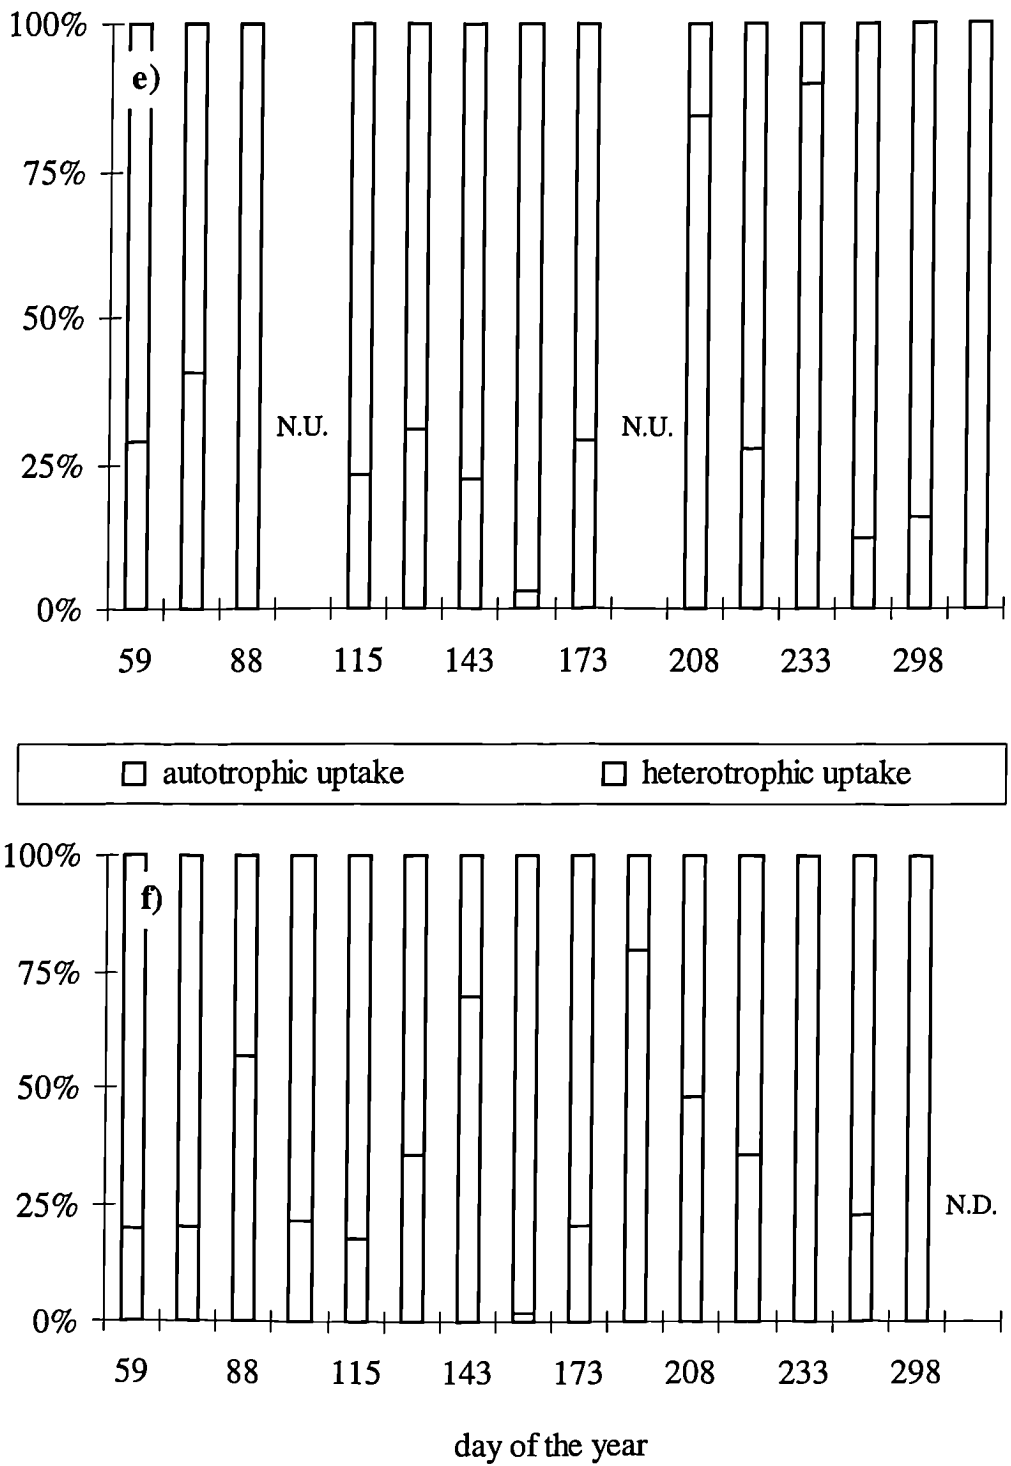 100%
e)
75%
50%
N.U. N.U.
25%
0%
59 88 115 143 173 208 233 298
autotrophic uptake heterotrophic uptake
100%
f)
75%
50%
25% N.D.
0%
59 88 115 143 173 208 233 298
day of the year